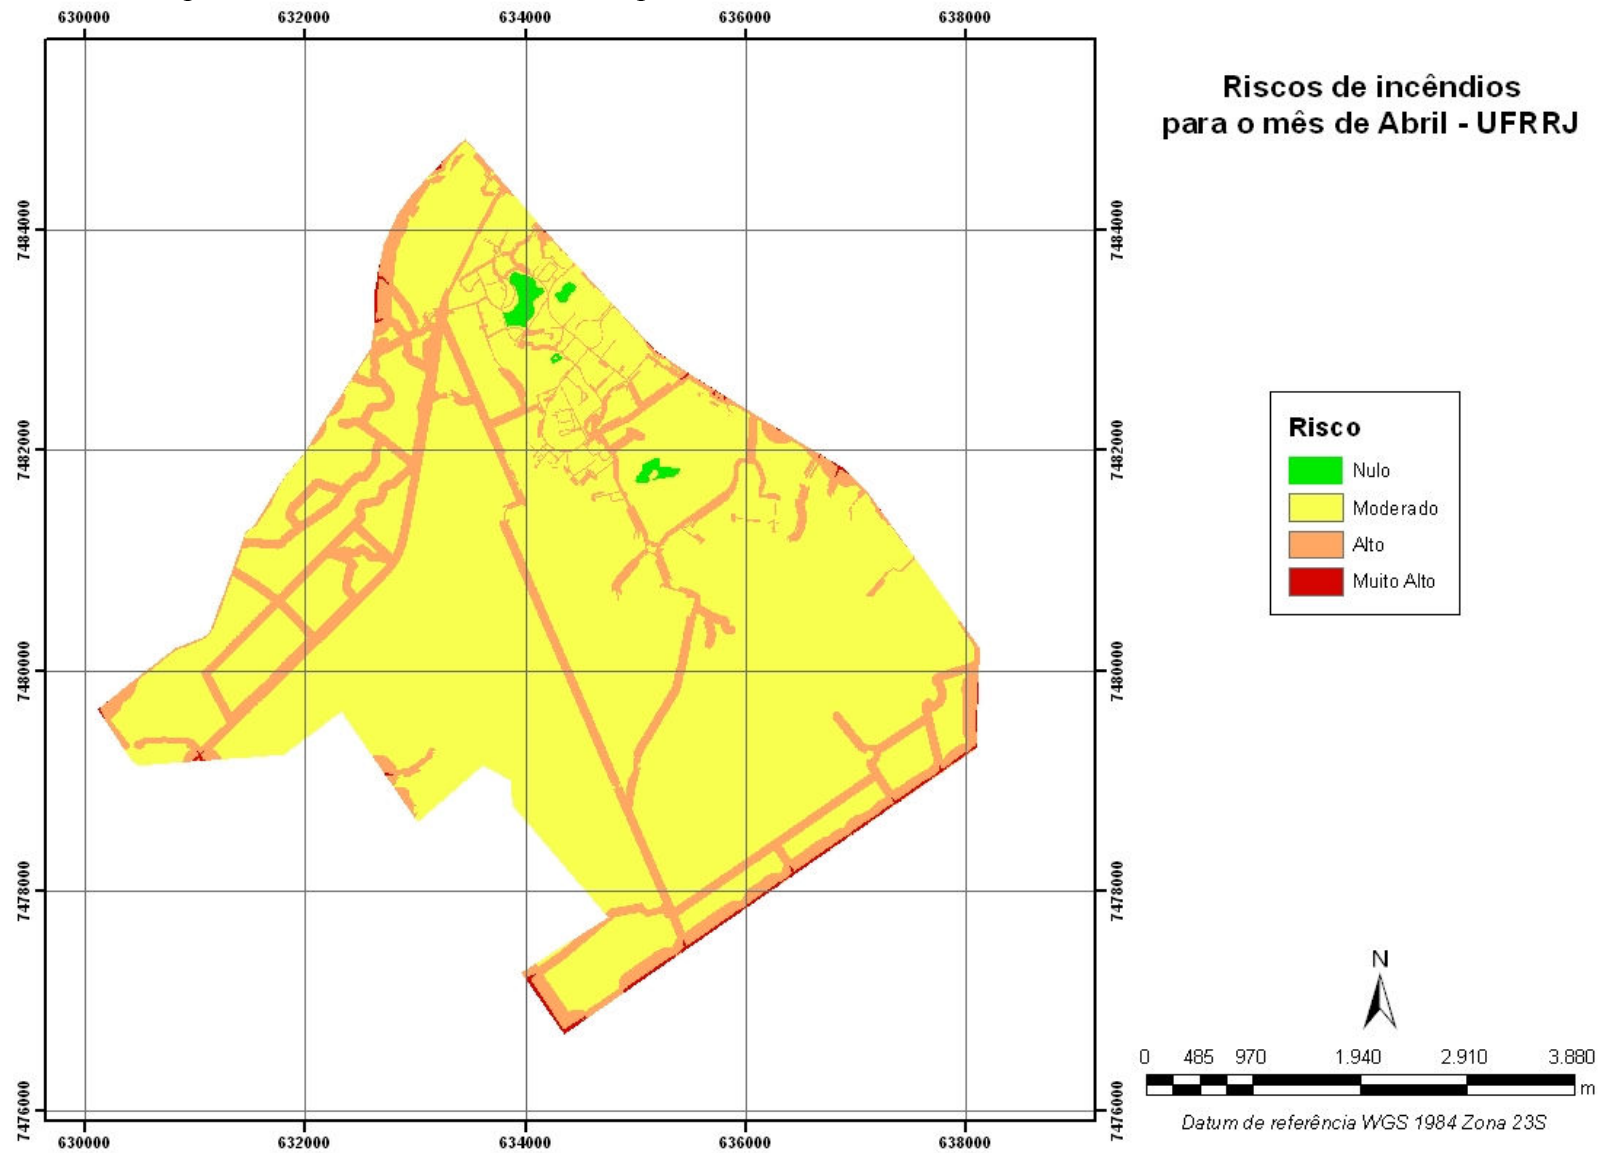 630000 632000 634000 636000 638000
Riscos de incêndios
para o mês de Abril - UFRRJ
7484000 7484000
7482000 7482000
Risco
Nulo
Moderado
Alto
Muito Alto
7480000 7480000
7478000 7478000
N
0 485 970 1.940 2.910 3.880
m
7476000 7476000
Datum de referência WGS 1984 Zona 23S
630000 632000 634000 636000 638000